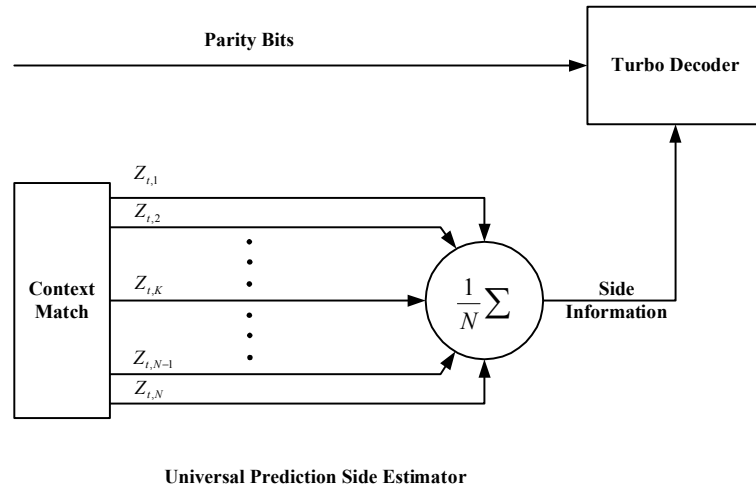 Parity Bits
Turbo Decoder
Z_{t,1}
Z_{t,2}
Z_{t,K}
Z_{t,N-1}
Z_{t,N}
Context
Match
1/N ∑
Side
Information
Universal Prediction Side Estimator